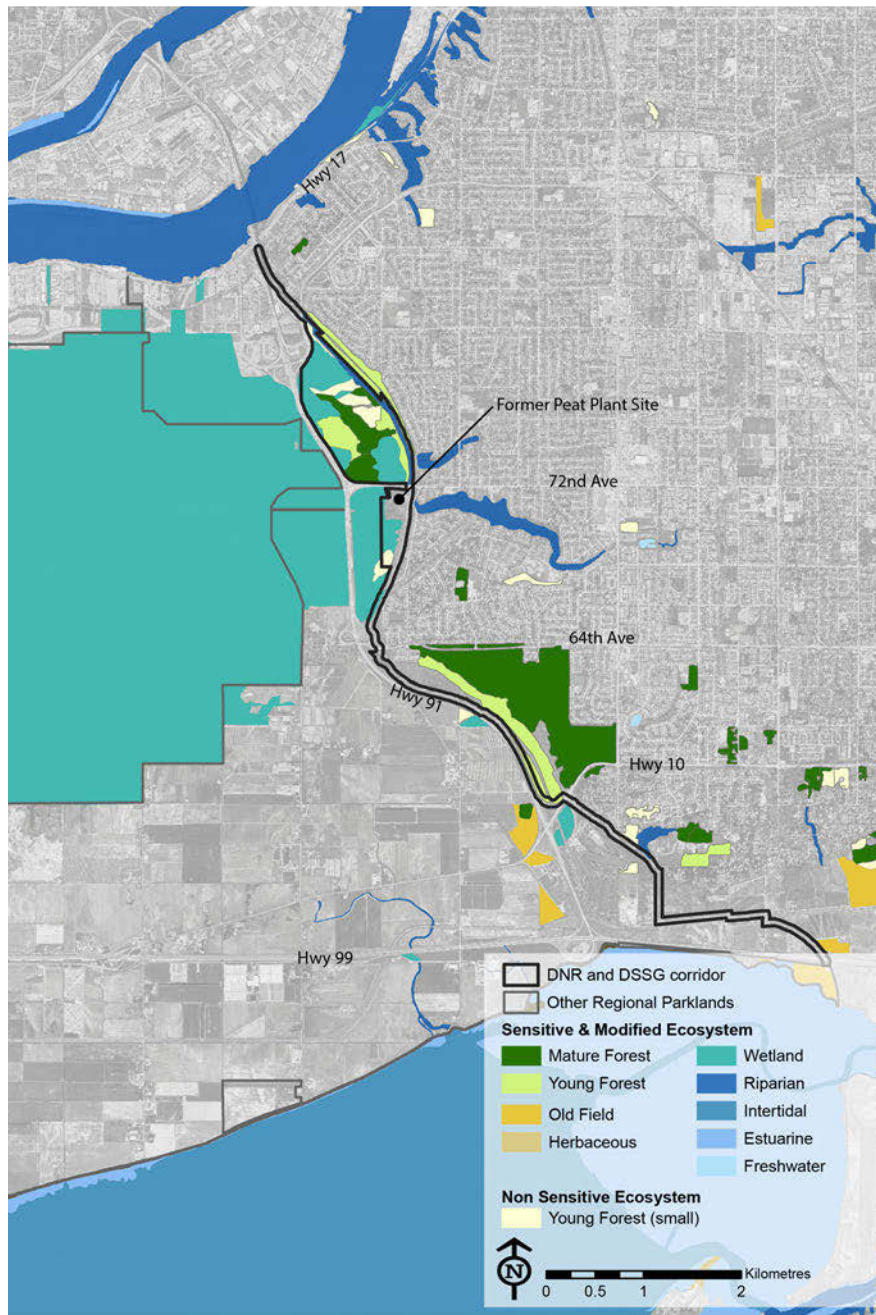 Hwy 17
Former Peat Plant Site
72nd Ave
64th Ave
Hwy 91
Hwy 10
Hwy 99
DNR and DSSG corridor
Other Regional Parklands
Sensitive & Modified Ecosystem
Mature Forest
Young Forest
Old Field
Herbaceous
Wetland
Riparian
Intertidal
Estuarine
Freshwater
Non Sensitive Ecosystem
Young Forest (small)
N
Kilometres
0 0.5 1 2